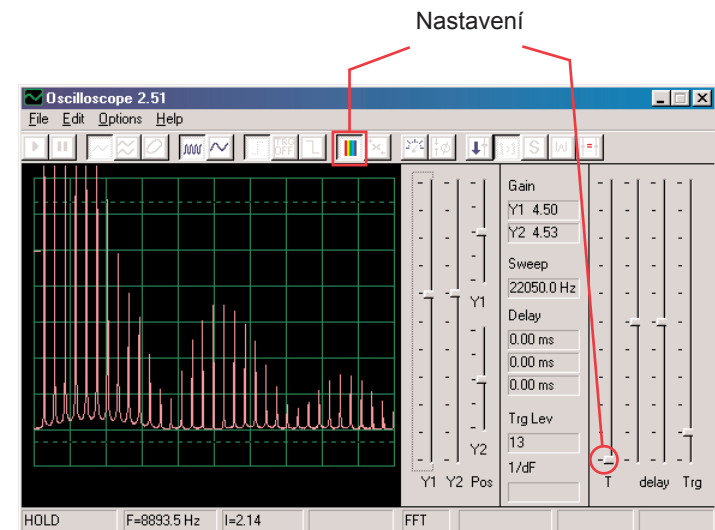 Nastavení
Oscilloscope 2.51
File Edit Options Help
TRG OFF
S
Gain
Y1 4.50
Y2 4.53
Sweep
22050.0 Hz
Delay
0.00 ms
0.00 ms
0.00 ms
Trg Lev
13
1/dF
Y1
Y2
Y1 Y2 Pos
T delay Trg
HOLD F=8893.5 Hz I=2.14 FFT